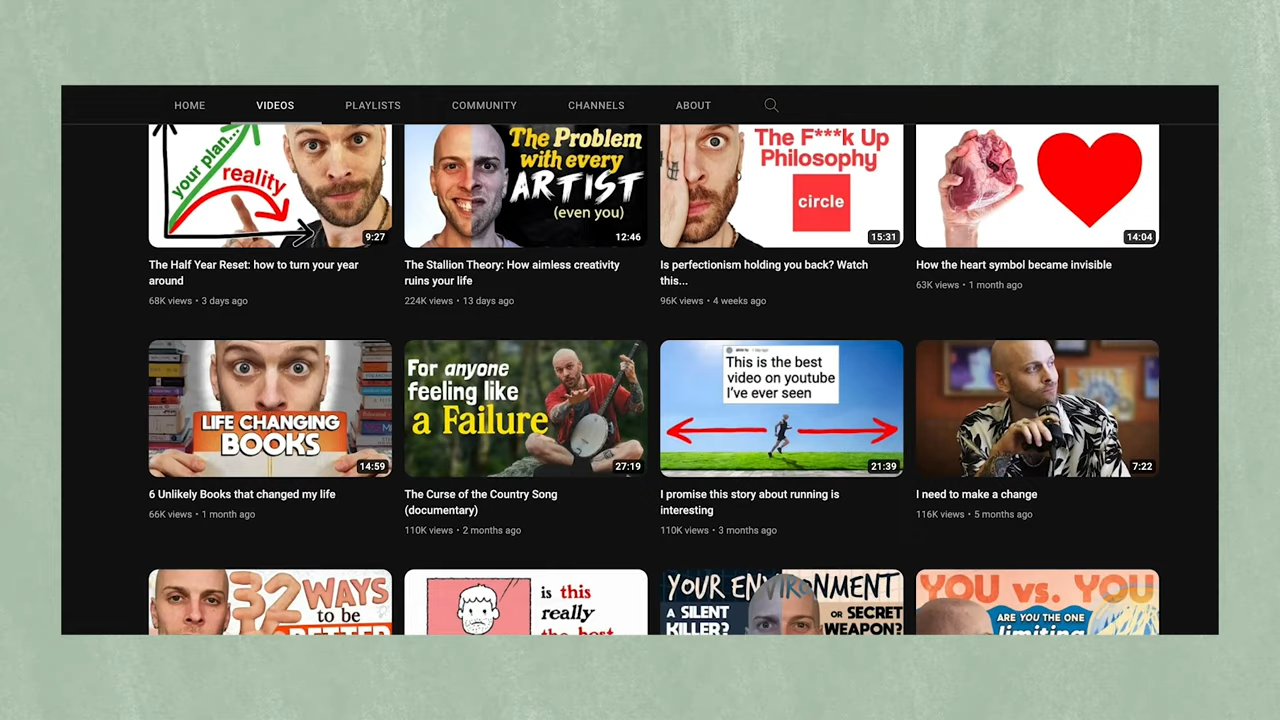 HOME VIDEOS PLAYLISTS COMMUNITY CHANNELS ABOUT
your plan...
reality
9:27
The Problem
with every
ARTIST
(even you)
12:46
The F***k Up
Philosophy
circle
15:31
14:04
The Half Year Reset: how to turn your year
around
68K views • 3 days ago
The Stallion Theory: How aimless creativity
ruins your life
224K views • 13 days ago
Is perfectionism holding you back? Watch
this...
96K views • 4 weeks ago
How the heart symbol became invisible
63K views • 1 month ago
LIFE CHANGING
BOOKS
14:59
For anyone
feeling like
a Failure
27:19
This is the best
video on youtube
I've ever seen
21:39
7:22
6 Unlikely Books that changed my life
66K views • 1 month ago
The Curse of the Country Song
(documentary)
110K views • 2 months ago
I promise this story about running is
interesting
110K views • 3 months ago
I need to make a change
116K views • 5 months ago
32 WAYS
to be
BETTER
is this
really
the best
YOUR ENVIRONMENT
A SILENT
KILLER?
OR SECRET
WEAPON?
YOU vs. YOU
ARE YOU THE ONE
limiting